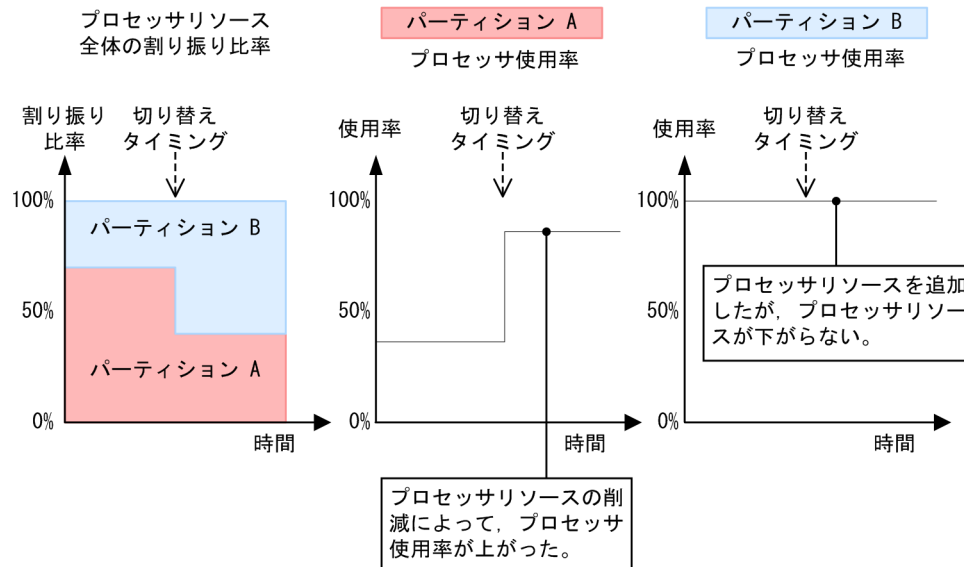 プロセッサリソース
全体の割り振り比率
割り振り
比率
切り替え
タイミング
100%
50%
0%
パーティション B
パーティション A
時間
パーティション A
プロセッサ使用率
使用率
切り替え
タイミング
100%
50%
0%
時間
プロセッサリソースの削
減によって，プロセッサ
使用率が上がった。
パーティション B
プロセッサ使用率
使用率
切り替え
タイミング
100%
50%
0%
時間
プロセッサリソースを追加
したが，プロセッサリソー
スが下がらない。